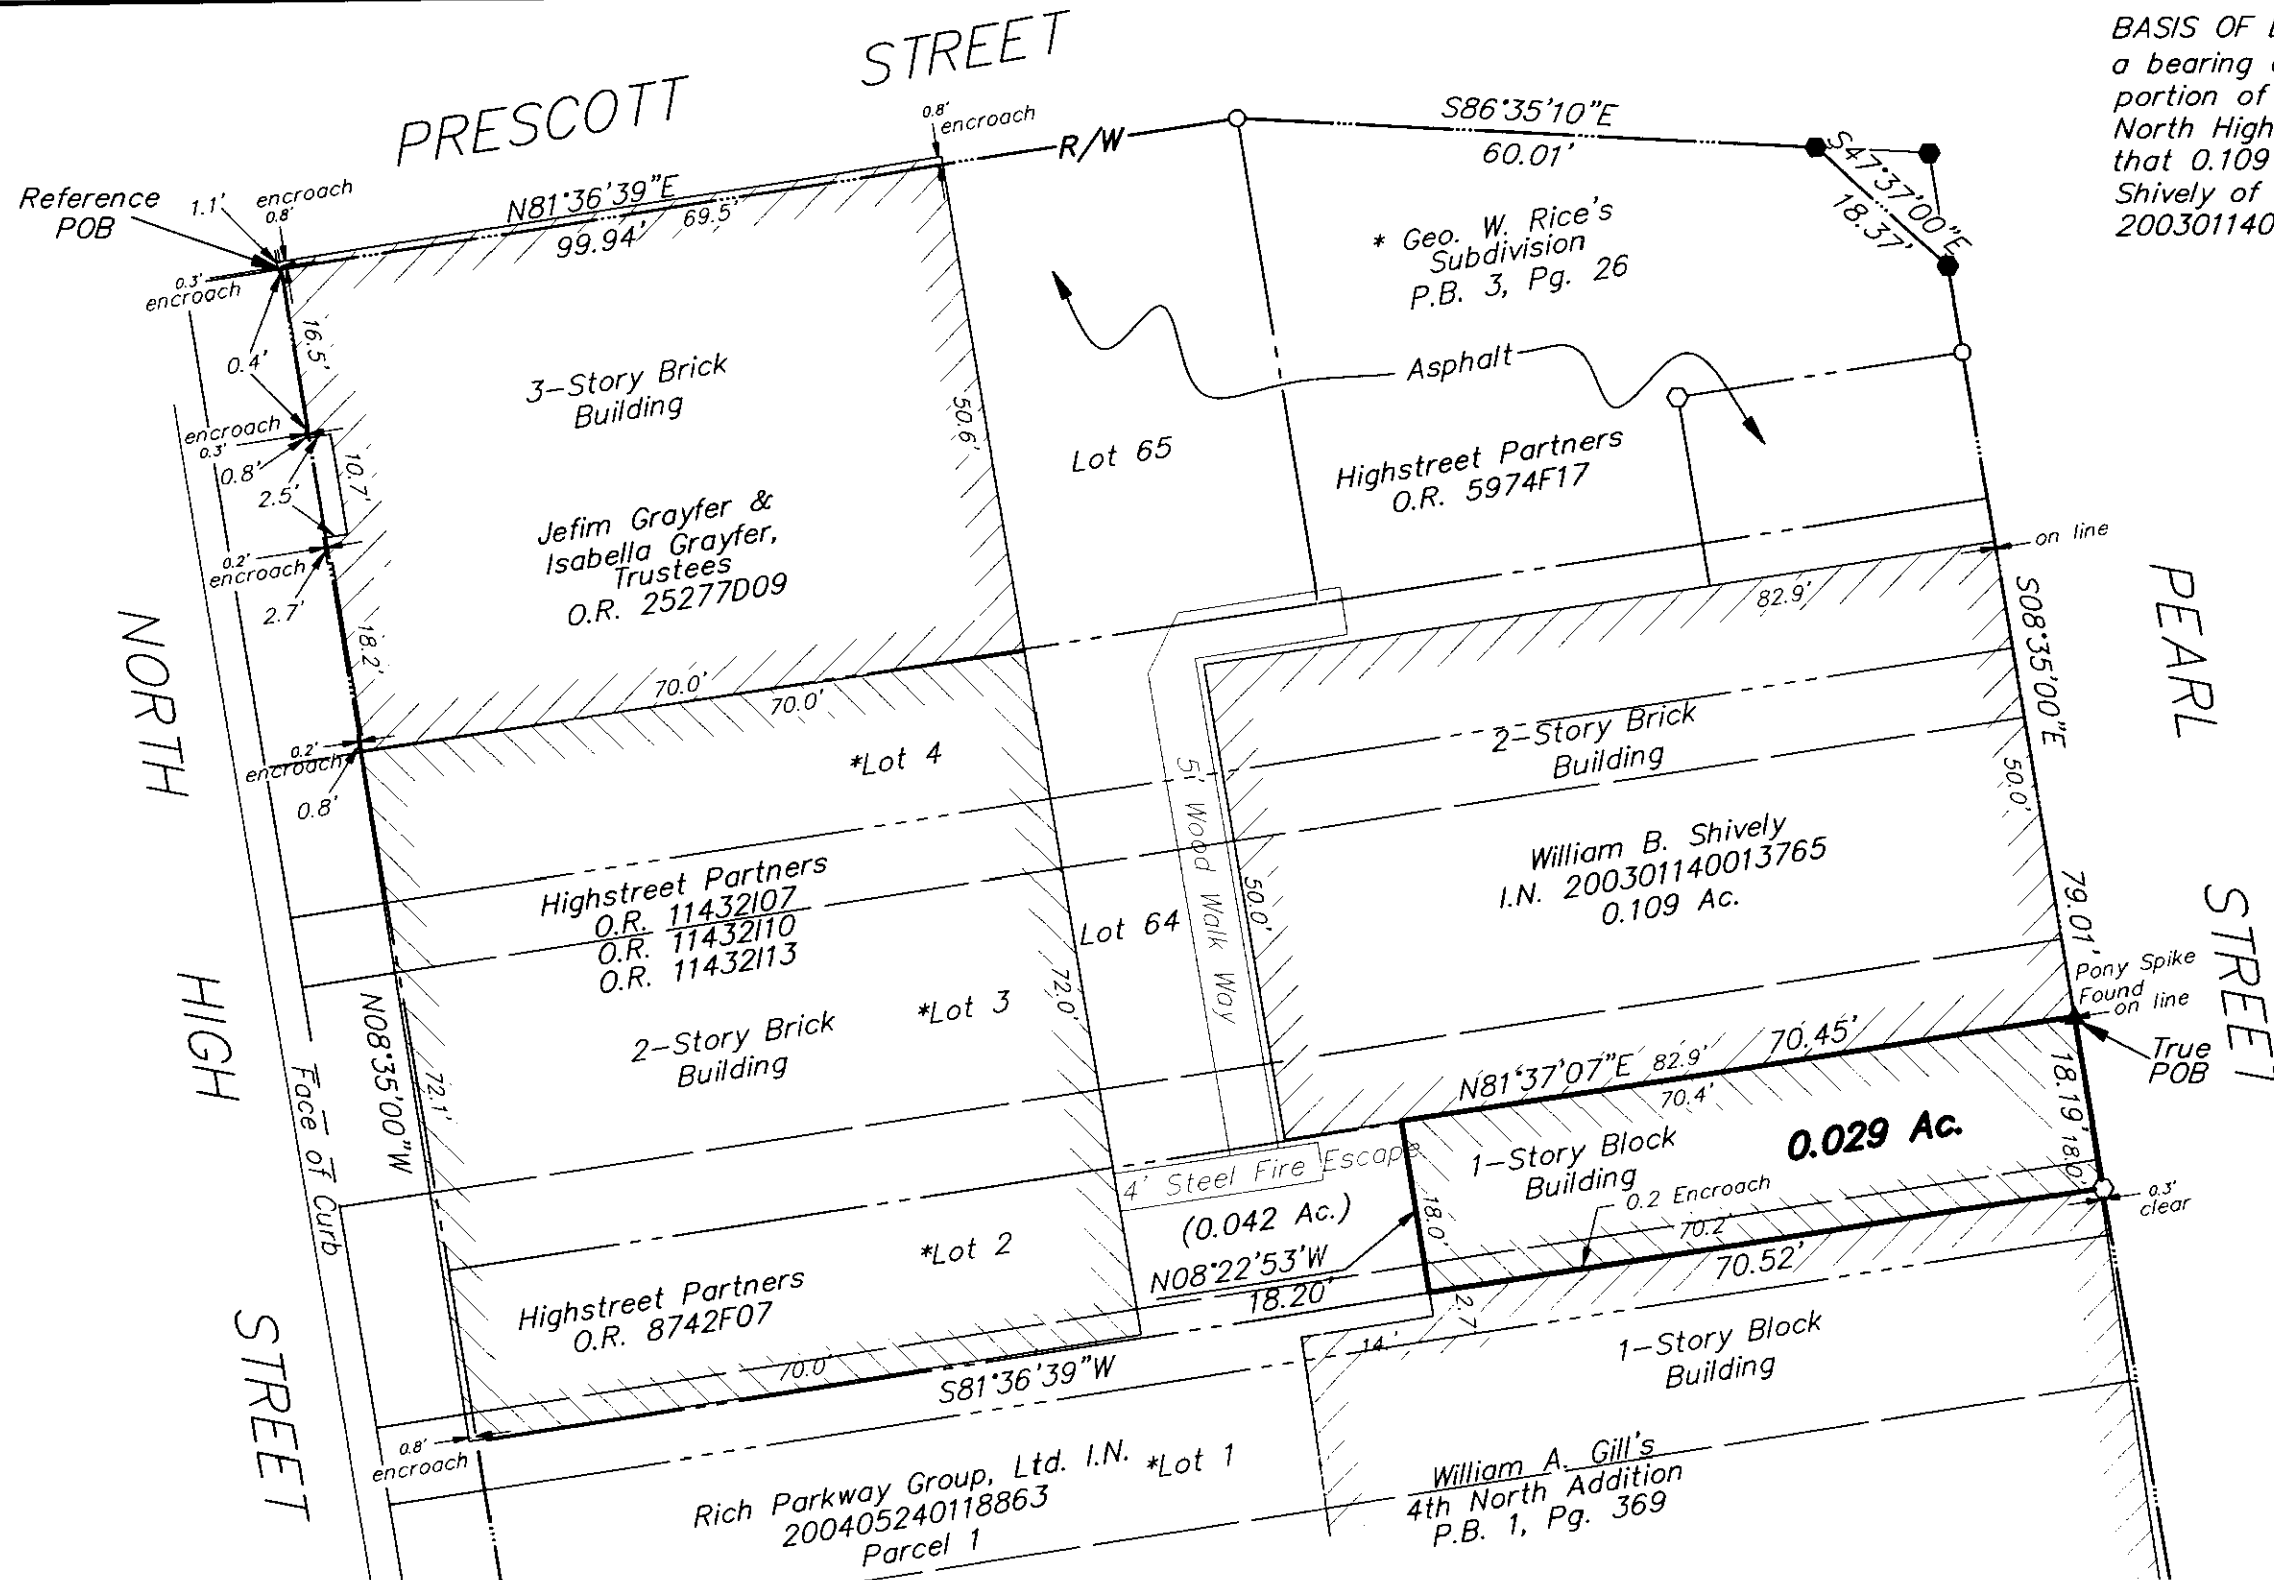 PRESCOTT STREET
BASIS OF
a bearing
portion of
North High
that 0.109
Shively of
200301140
Reference
POB
1.1'
encroach
0.8'
0.3'
encroach
N81°36'39"E
99.94'
69.5'
0.8'
encroach
R/W
S86°35'10"E
60.01'
S47°37'00"E
18.37'
* Geo. W. Rice's
Subdivision
P.B. 3, Pg. 26
Asphalt
16.5'
0.4'
3-Story Brick
Building
50.6'
Lot 65
Highstreet Partners
O.R. 5974F17
encroach
0.3'
0.8'
2.5'
10.7'
0.2'
encroach
2.7'
18.2'
Jefim Grayfer &
Isabella Grayfer,
Trustees
O.R. 25277D09
on line
82.9'
S08°35'00"E
PEARL
STREET
NORTH
HIGH
STREET
70.0'
70.0'
0.2'
encroach
0.8'
*Lot 4
5' Wood Walk Way
2-Story Brick
Building
50.0'
William B. Shively
I.N. 200301140013765
0.109 Ac.
50.0'
79.01'
Highstreet Partners
O.R. 11432I07
O.R. 11432I10
O.R. 11432I13
Lot 64
Pony Spike
Found
on line
True
POB
N08°35'00"W
72.1'
Face of Curb
2-Story Brick
Building
*Lot 3
72.0'
N81°37'07"E
82.9'
70.45'
70.4'
18.19'
18.0'
1-Story Block
Building
0.029 Ac.
4' Steel Fire Escape
(0.042 Ac.)
18.0'
0.2 Encroach
0.3'
clear
*Lot 2
N08°22'53'W
18.20'
70.2'
70.52'
Highstreet Partners
O.R. 8742F07
2.7
14.'
1-Story Block
Building
70.0'
S81°36'39"W
0.8'
encroach
Rich Parkway Group, Ltd. I.N.
200405240118863
Parcel 1
*Lot 1
William A. Gill's
4th North Addition
P.B. 1, Pg. 369